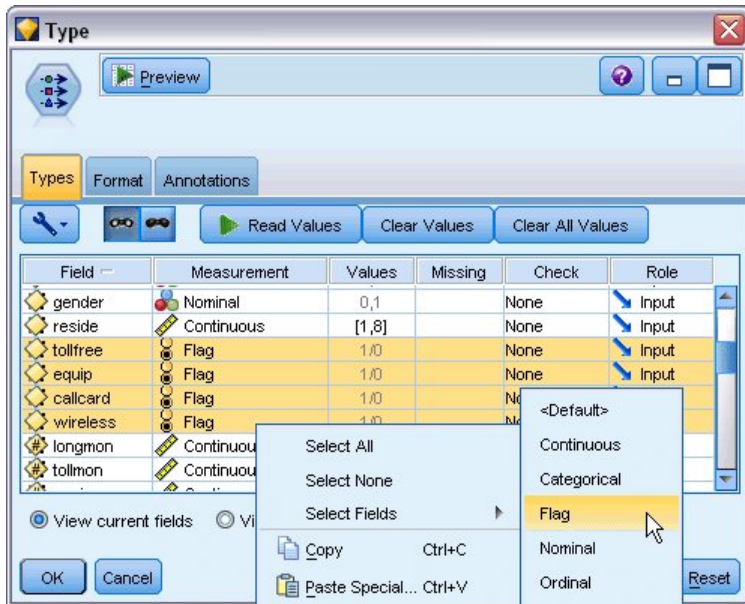 Type
Preview
Types Format Annotations
Read Values Clear Values Clear All Values
Field Measurement Values Missing Check Role
gender Nominal 0,1 None Input
reside Continuous [1,8] None Input
tollfree Flag 1/0 None Input
equip Flag 1/0 None Input
callcard Flag 1/0
wireless Flag 1/0
longmon
tollmon
Select All
Select None
Select Fields
Copy Ctrl+C
Paste Special... Ctrl+V
<Default>
Continuous
Categorical
Flag
Nominal
Ordinal
View current fields
OK Cancel Reset